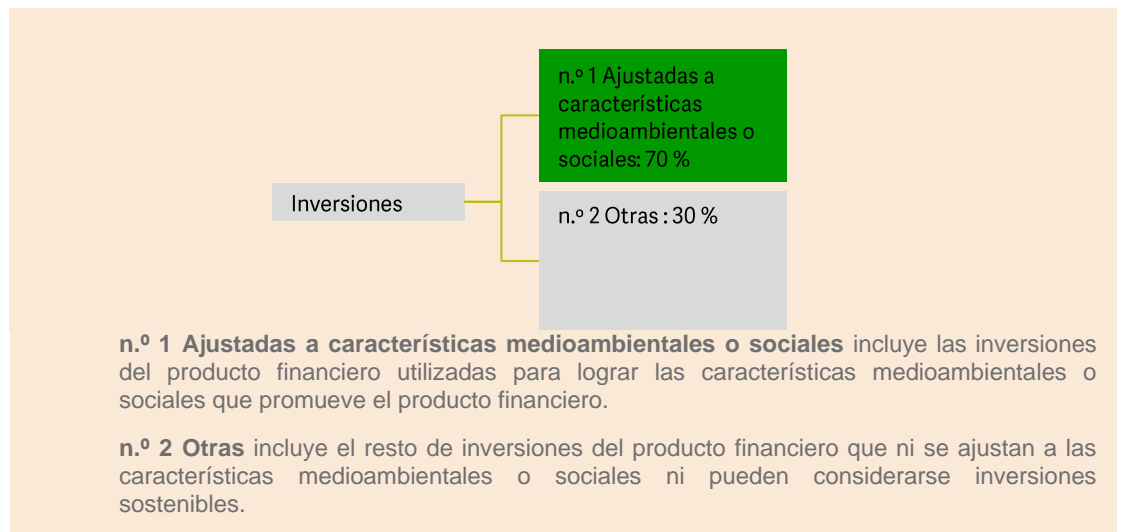 n.º 1 Ajustadas a
características
medioambientales o
sociales: 70 %
Inversiones
n.º 2 Otras : 30 %
n.º 1 Ajustadas a características medioambientales o sociales incluye las inversiones
del producto financiero utilizadas para lograr las características medioambientales o
sociales que promueve el producto financiero.
n.º 2 Otras incluye el resto de inversiones del producto financiero que ni se ajustan a las
características medioambientales o sociales ni pueden considerarse inversiones
sostenibles.